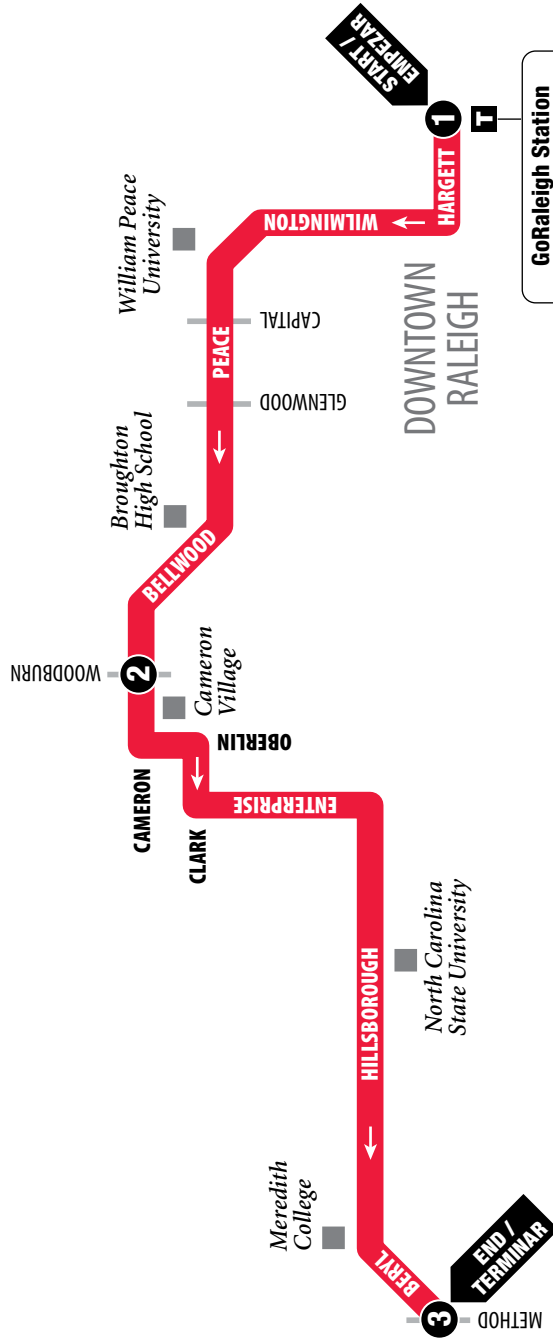 START /
EMPEZAR
1
T
GoRaleigh Station
HARGETT
WILMINGTON
DOWNTOWN
RALEIGH
William Peace
University
CAPITAL
PEACE
GLENWOOD
Broughton
High School
BELLWOOD
WOODBURN
2
Cameron
Village
CAMERON
OBERLIN
CLARK
ENTERPRISE
HILLSBOROUGH
North Carolina
State University
Meredith
College
BERYL
3
METHOD
END /
TERMINAR